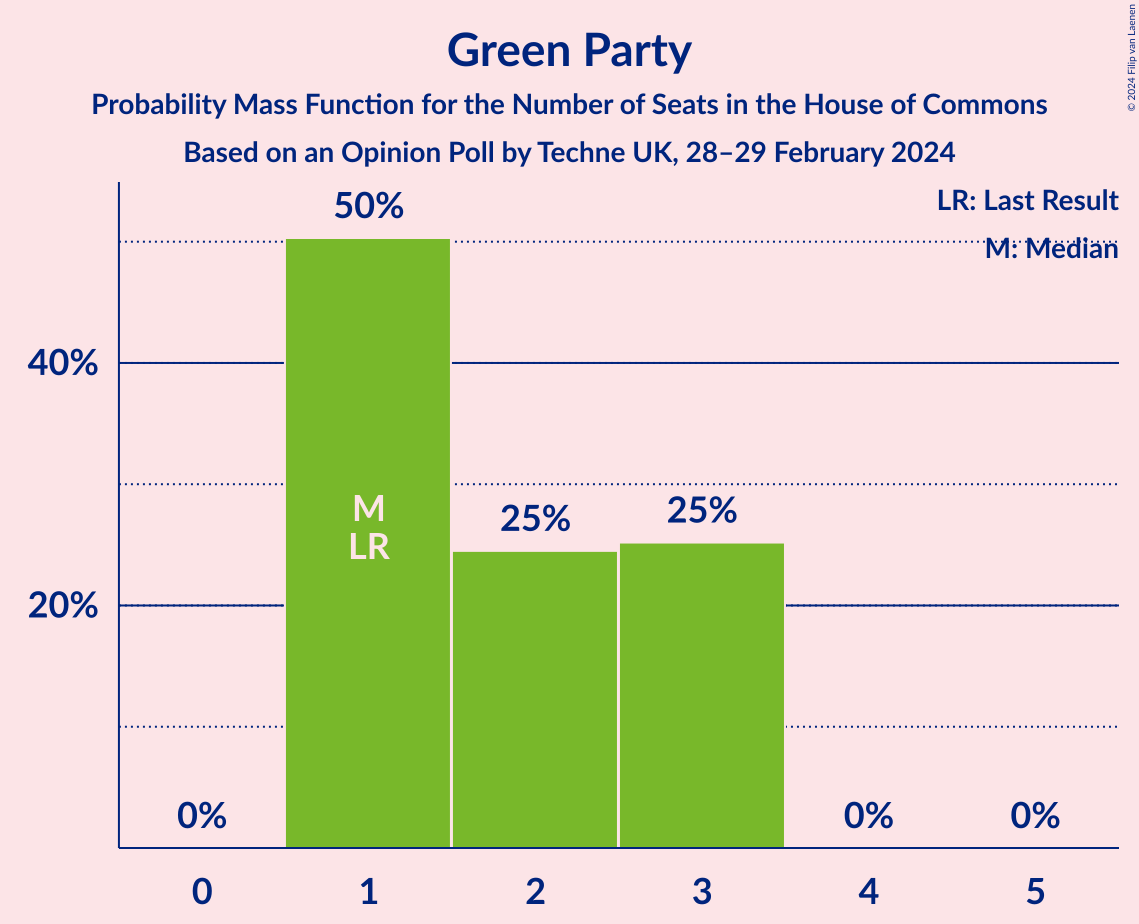 Green Party
Probability Mass Function for the Number of Seats in the House of Commons
Based on an Opinion Poll by Techne UK, 28–29 February 2024
© 2024 Filip van Laenen
LR: Last Result
M: Median
50%
40%
M
LR
25%
25%
20%
0%
0%
0%
0
1
2
3
4
5